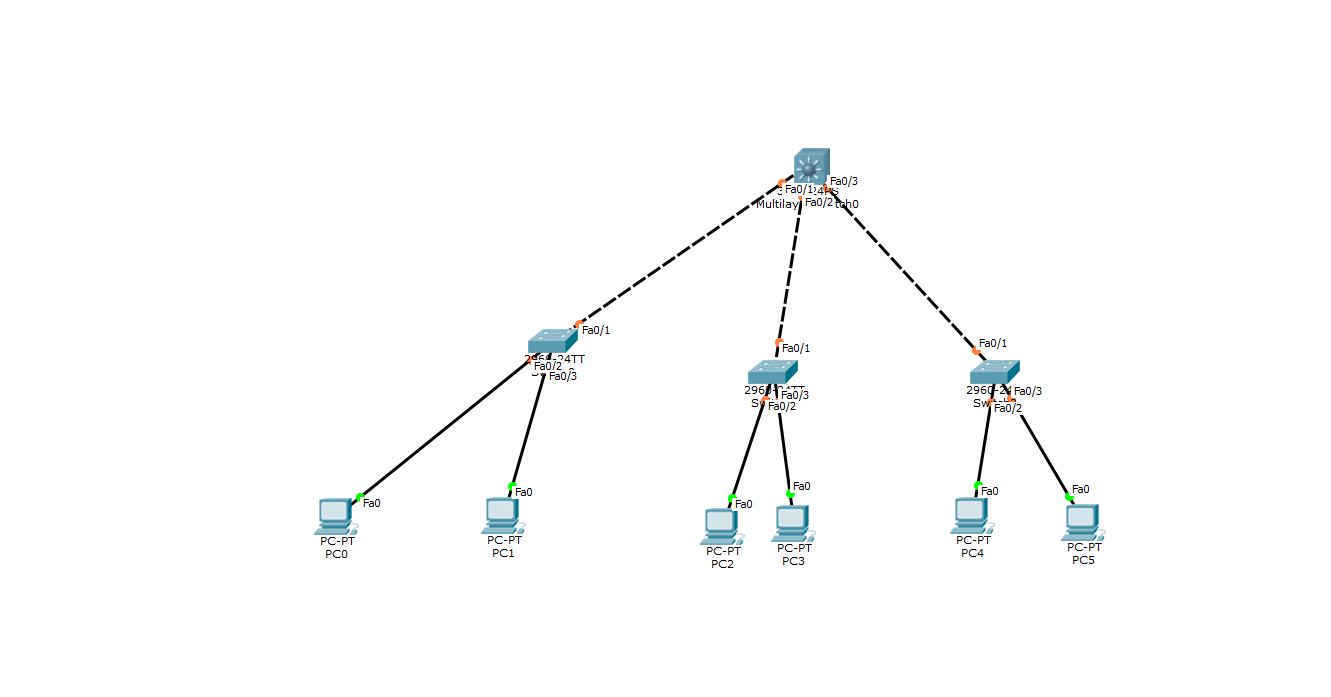 Fa0/3
Fa0/1
Fa0/2
Fa0/1
Fa0/2
Fa0/3
Fa0/1
Fa0/3
Fa0/2
Fa0/1
Fa0/3
Fa0/2
Fa0
PC-PT
PC0
Fa0
PC-PT
PC1
Fa0
PC-PT
PC2
Fa0
PC-PT
PC3
Fa0
PC-PT
PC4
Fa0
PC-PT
PC5